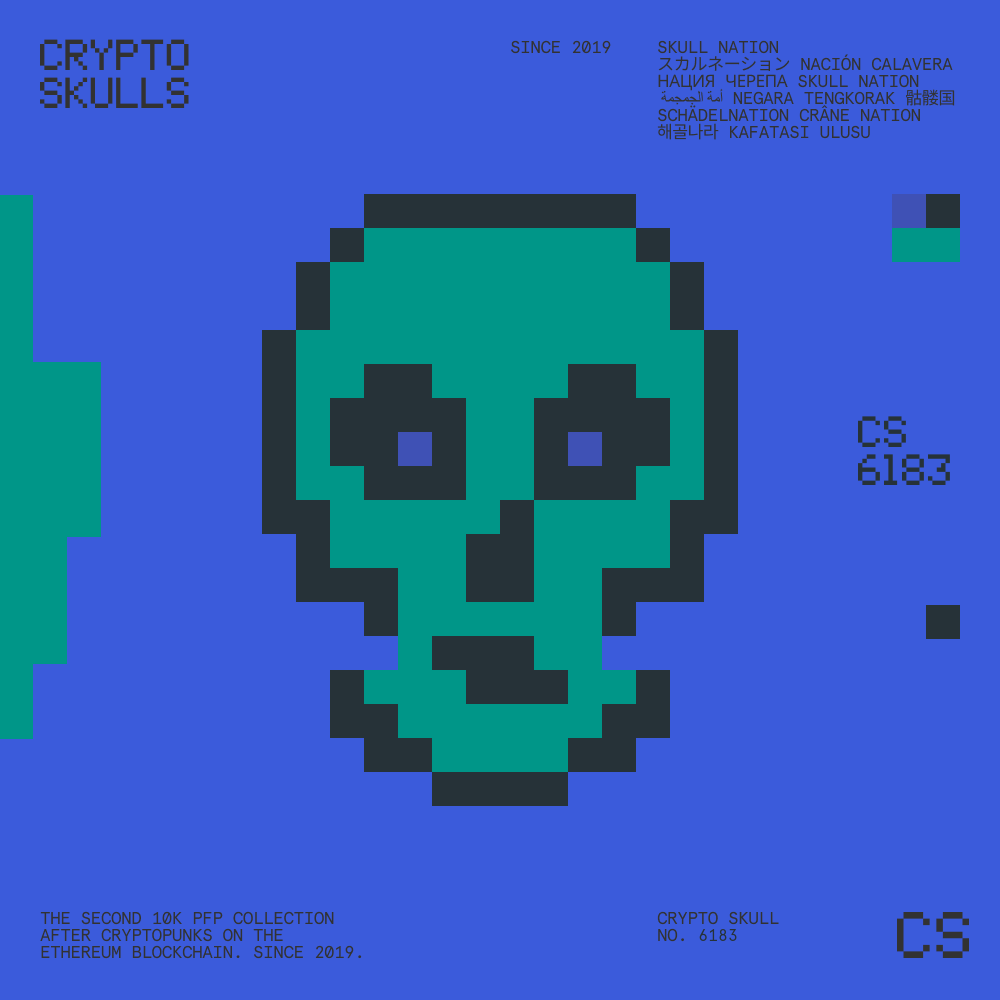 CRYPTO
SKULLS
SINCE 2019
SKULL NATION
スカルネーション NACIÓN CALAVERA
НАЦИЯ ЧЕРЕПА SKULL NATION
أمة الجمجمة NEGARA TENGKORAK 骷髅国
SCHÄDELNATION CRÂNE NATION
해골나라 KAFATASI ULUSU
CS
6183
THE SECOND 10K PFP COLLECTION
AFTER CRYPTOPUNKS ON THE
ETHEREUM BLOCKCHAIN. SINCE 2019.
CRYPTO SKULL
NO. 6183
CS